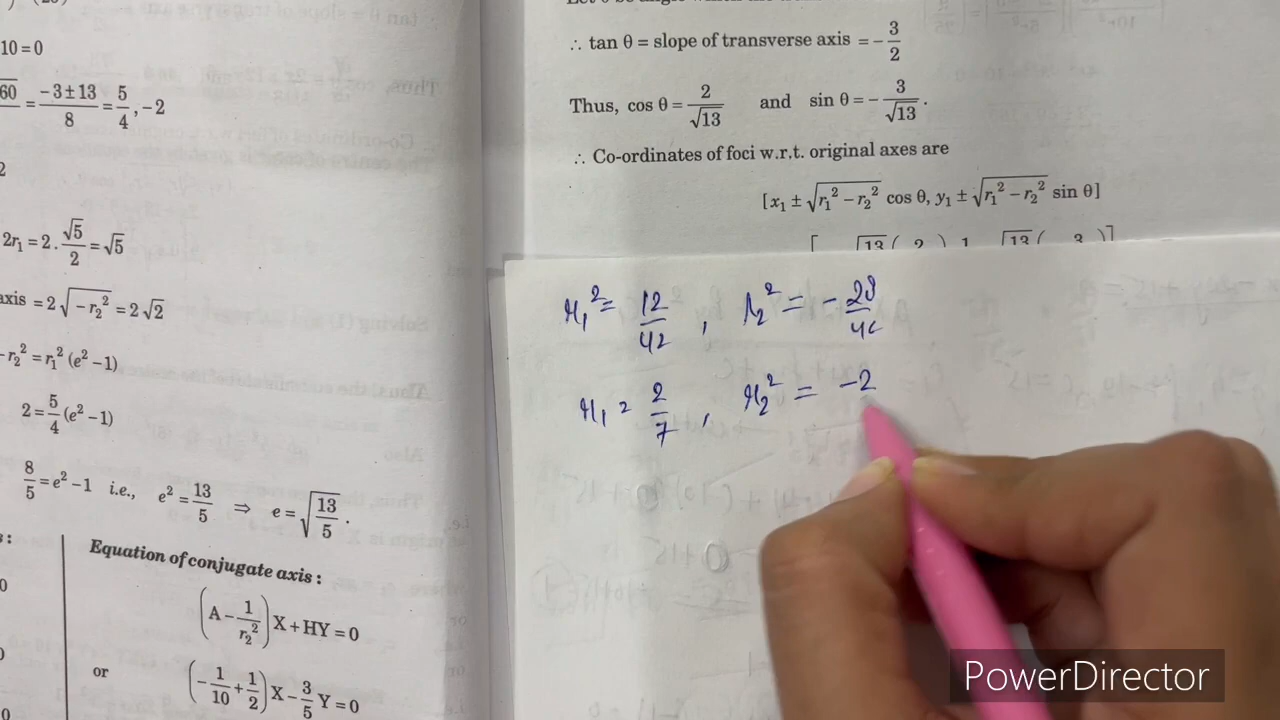 10 = 0
60 = (-3 ± 13)/8 = 5/4, -2
2
2r₁ = 2 . √5/2 = √5
axis = 2√(-r₂²) = 2√2
-r₂² = r₁² (e² - 1)
2 = 5/4 (e² - 1)
8/5 = e² - 1 i.e., e² = 13/5 ⇒ e = √(13/5) .
Equation of conjugate axis :
(A - 1/r₂²) X + HY = 0
or (-1/10 + 1/2) X - 3/5 Y = 0
∴ tan θ = slope of transverse axis = -3/2
Thus, cos θ = 2/√13 and sin θ = -3/√13 .
∴ Co-ordinates of foci w.r.t. original axes are
[x₁ ± √(r₁² - r₂²) cos θ, y₁ ± √(r₁² - r₂²) sin θ]
r₁² = 12/42 , r₂² = -28/42
r₁ = 2/7 , r₂² = -2
PowerDirector